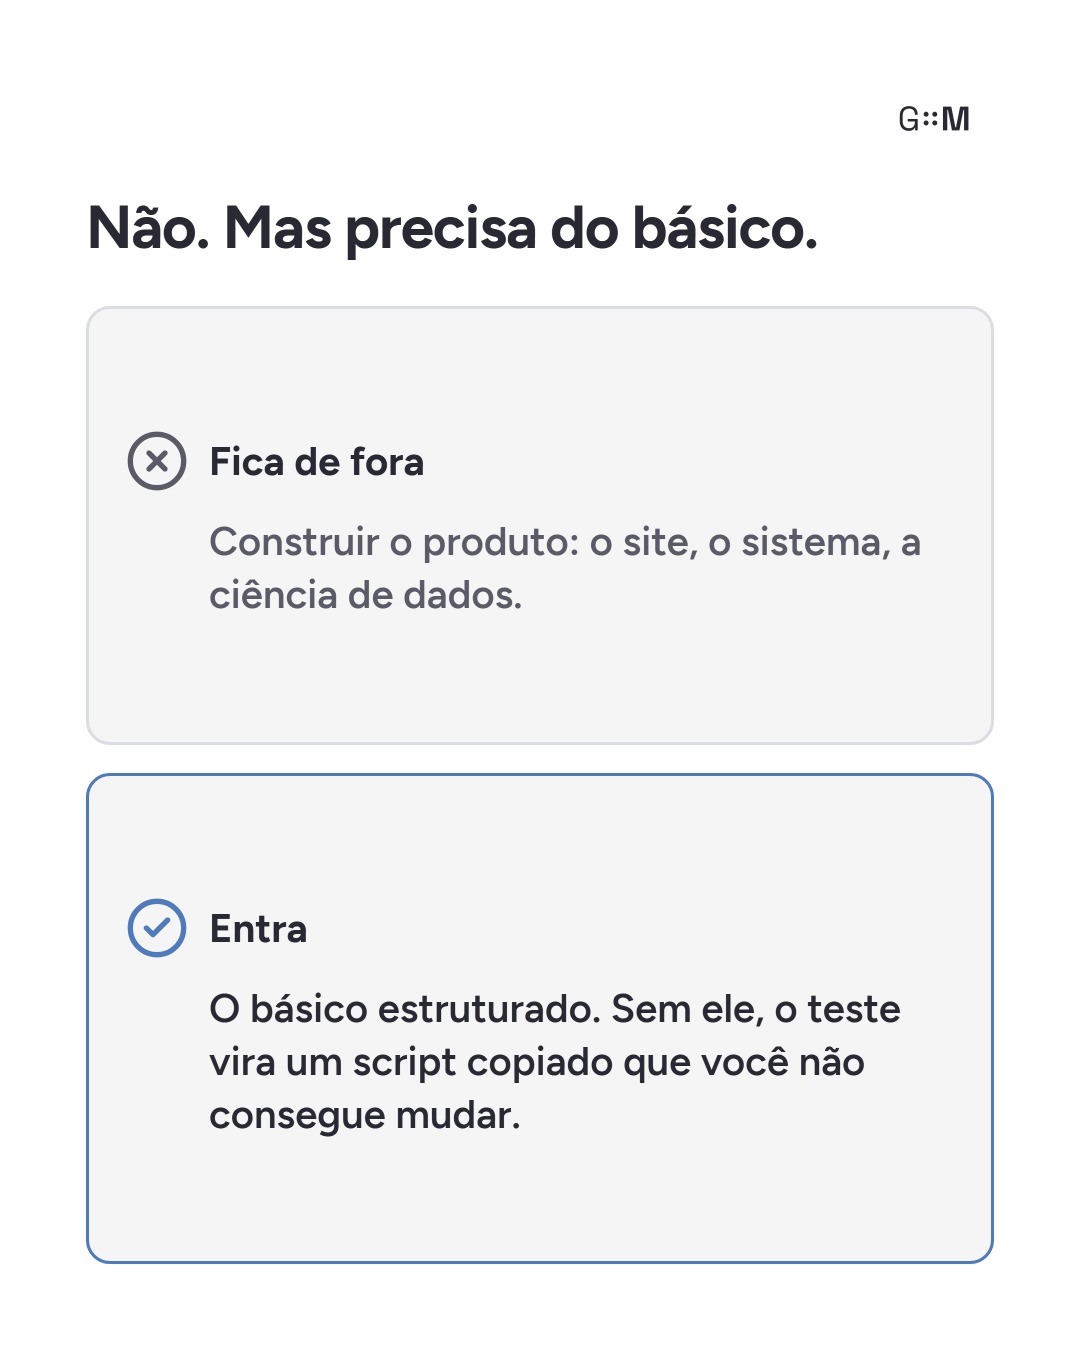 G::M
Não. Mas precisa do básico.
Fica de fora
Construir o produto: o site, o sistema, a
ciência de dados.
Entra
O básico estruturado. Sem ele, o teste
vira um script copiado que você não
consegue mudar.